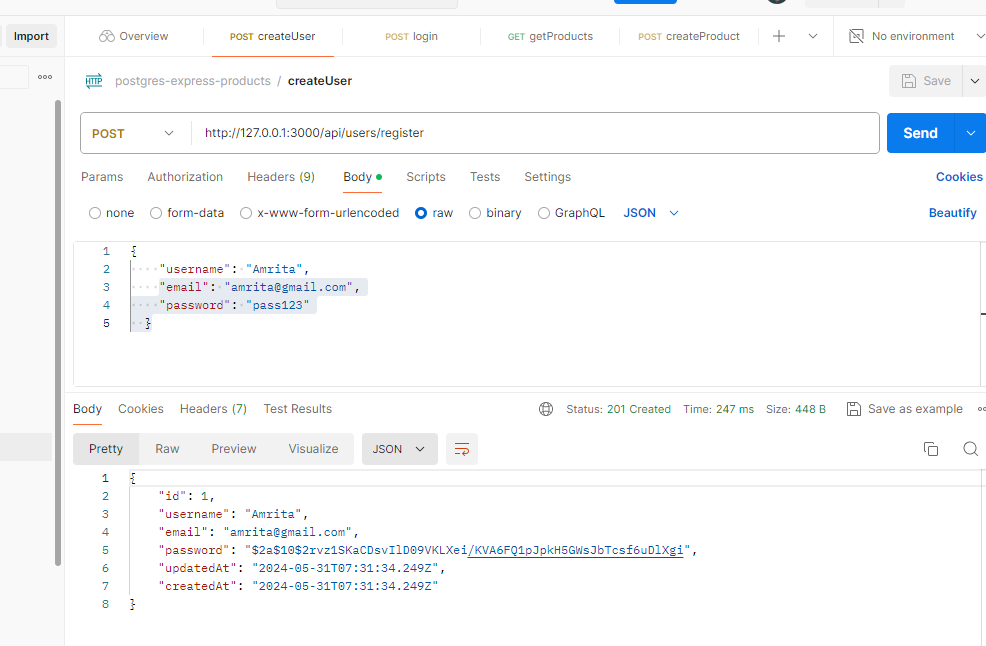 Import Overview POST createUser POST login GET getProducts POST createProduct No environment
postgres-express-products / createUser Save
POST http://127.0.0.1:3000/api/users/register Send
Params Authorization Headers (9) Body Scripts Tests Settings Cookies
none form-data x-www-form-urlencoded raw binary GraphQL JSON Beautify
1 {
2 "username": "Amrita",
3 "email": "amrita@gmail.com",
4 "password": "pass123"
5 }
Body Cookies Headers (7) Test Results Status: 201 Created Time: 247 ms Size: 448 B Save as example
Pretty Raw Preview Visualize JSON
1 {
2 "id": 1,
3 "username": "Amrita",
4 "email": "amrita@gmail.com",
5 "password": "$2a$10$2rvz1SKaCDsvIlD09VKLXei/KVA6FQ1pJpkH5GWsJbTcsf6uDlXgi",
6 "updatedAt": "2024-05-31T07:31:34.249Z",
7 "createdAt": "2024-05-31T07:31:34.249Z"
8 }